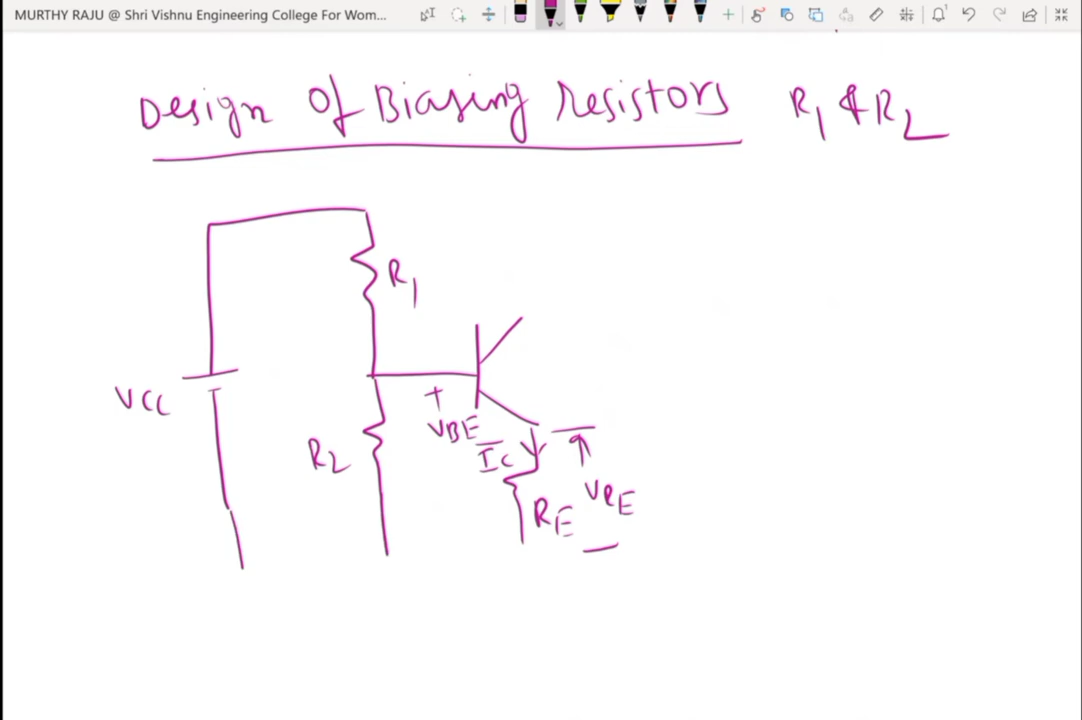 MURTHY RAJU @ Shri Vishnu Engineering College For Wom...
Design Of Biasing Resistors R1 & R2
R1
VCC
+
VBE
R2
IC
RE
VRE